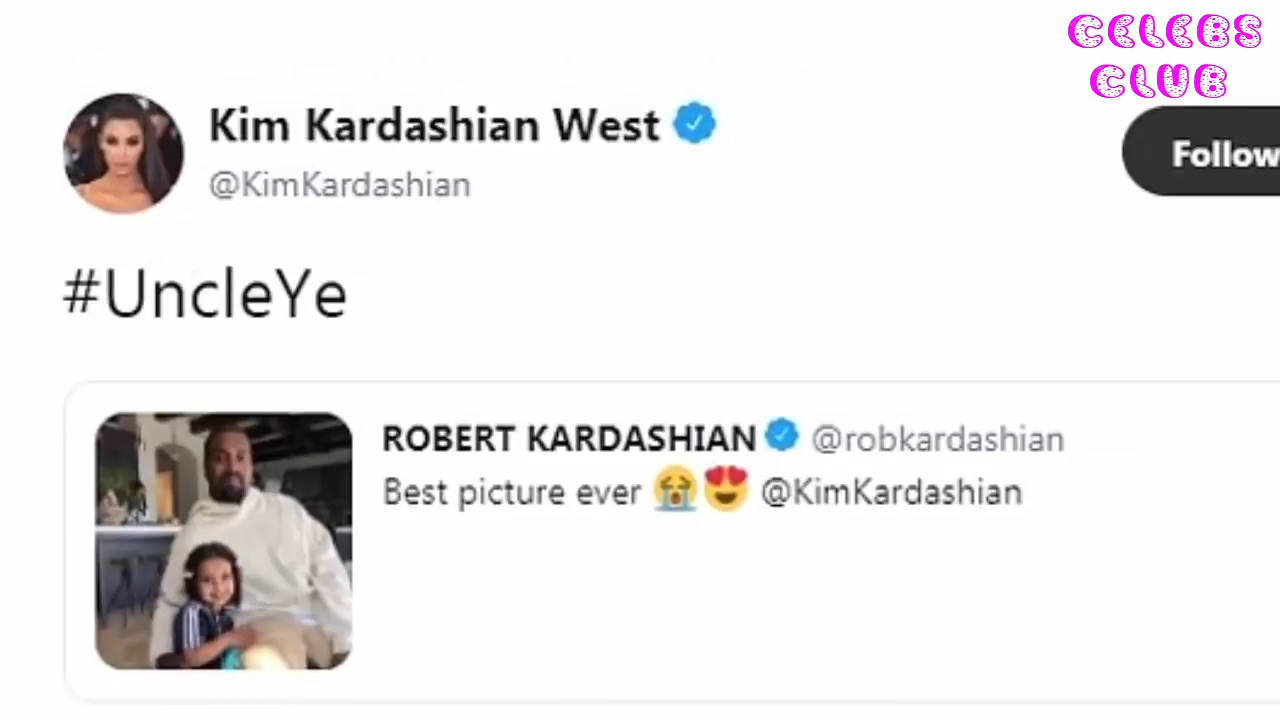 CELEBS
CLUB
Kim Kardashian West
@KimKardashian
Follow
#UncleYe
ROBERT KARDASHIAN @robkardashian
Best picture ever 😭😍 @KimKardashian